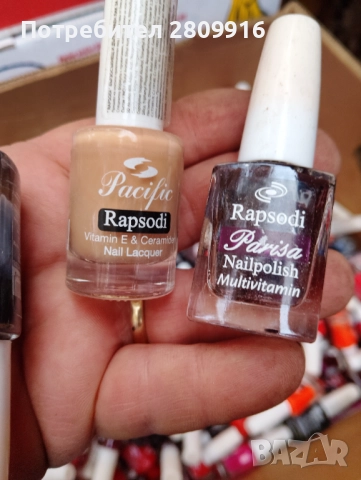 Потребител 2809916
Pacific
Rapsodi
Vitamin E & Ceramide
Nail Lacquer
Rapsodi
Parisa
Nailpolish
Multivitamin
BAZAR